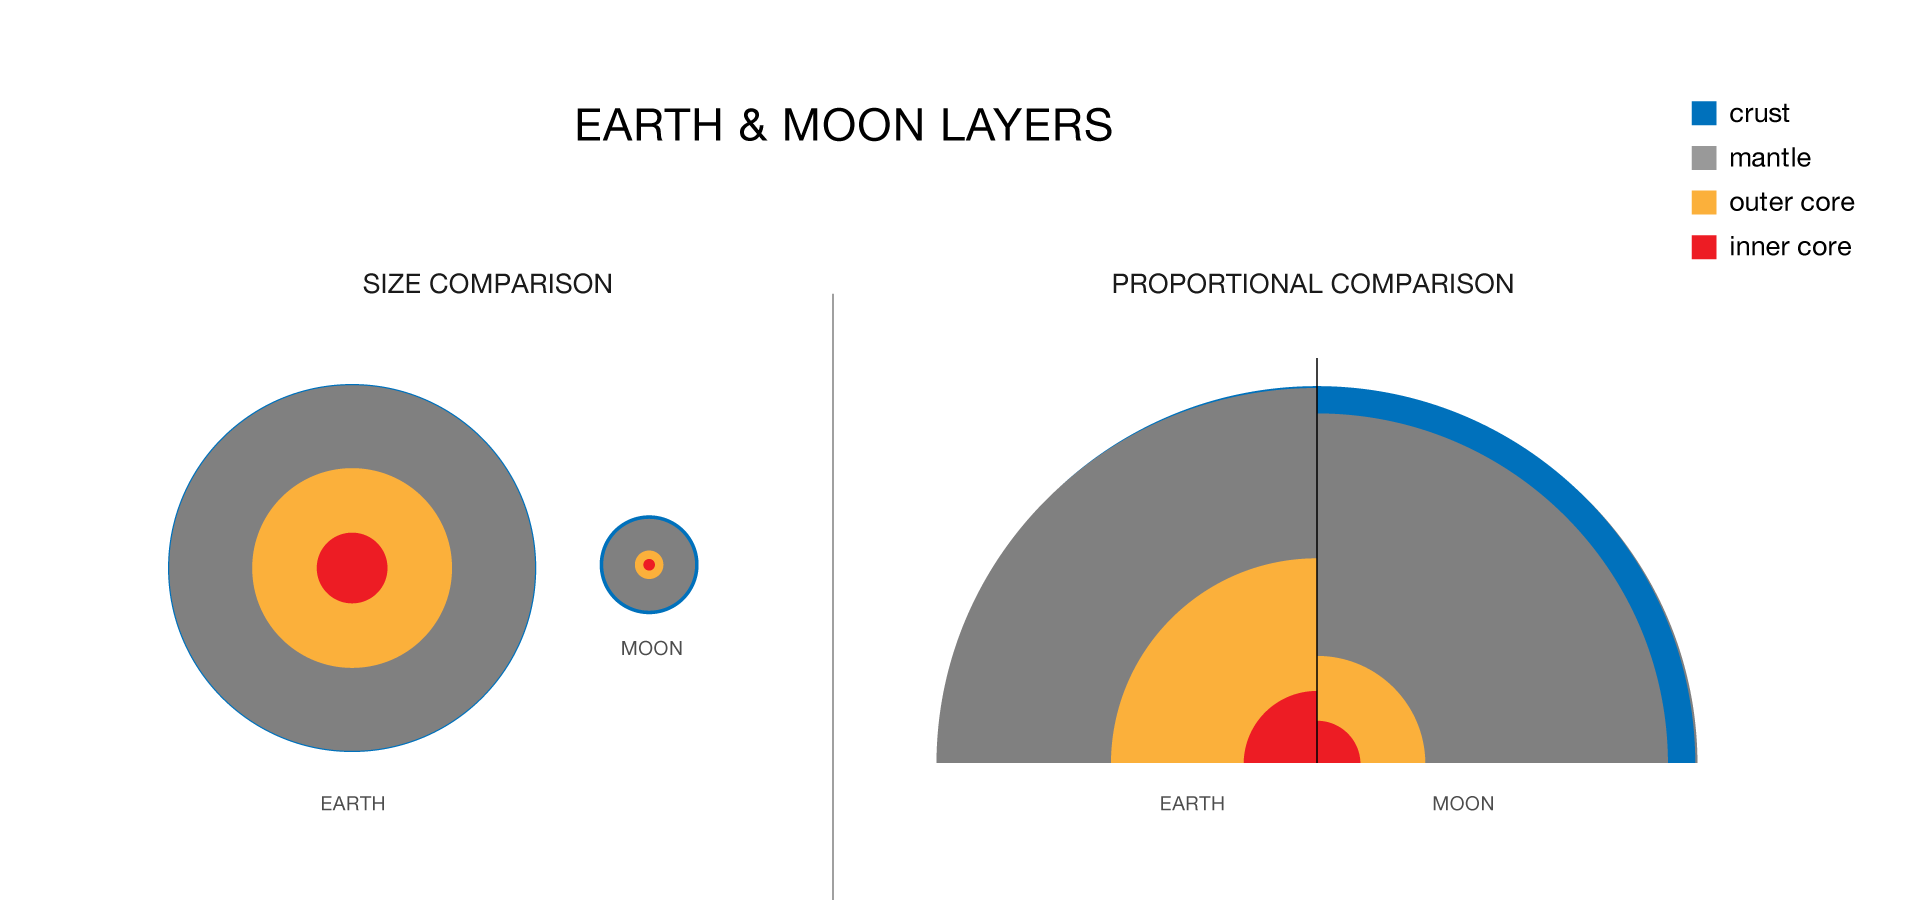 EARTH & MOON LAYERS
crust
mantle
outer core
inner core
SIZE COMPARISON
PROPORTIONAL COMPARISON
MOON
EARTH
EARTH
MOON